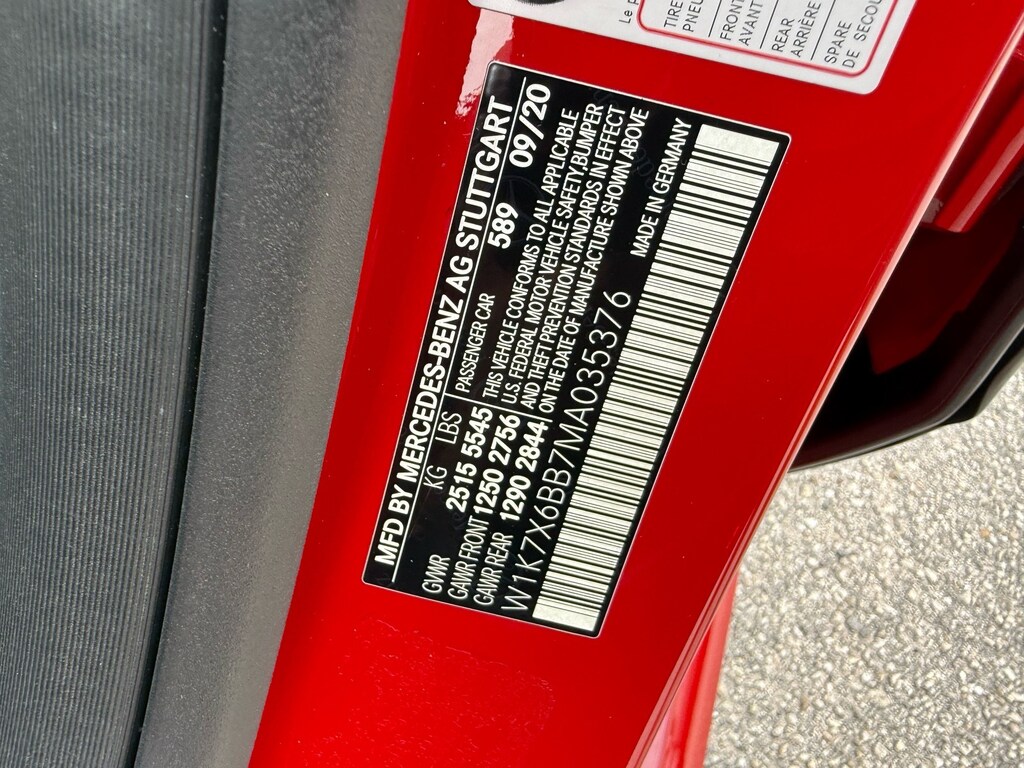 MFD BY MERCEDES-BENZ AG STUTTGART
KG LBS 589 09/20
GVWR 2515 5545 PASSENGER CAR
GAWR FRONT 1250 2756
GAWR REAR 1290 2844
THIS VEHICLE CONFORMS TO ALL APPLICABLE
U.S. FEDERAL MOTOR VEHICLE SAFETY,BUMPER
AND THEFT PREVENTION STANDARDS IN EFFECT
ON THE DATE OF MANUFACTURE SHOWN ABOVE
MADE IN GERMANY
W1K7X6BB7MA035376
Le
TIRE
FRONT
AVANT
REAR
ARRIÈRE
SPARE
DE